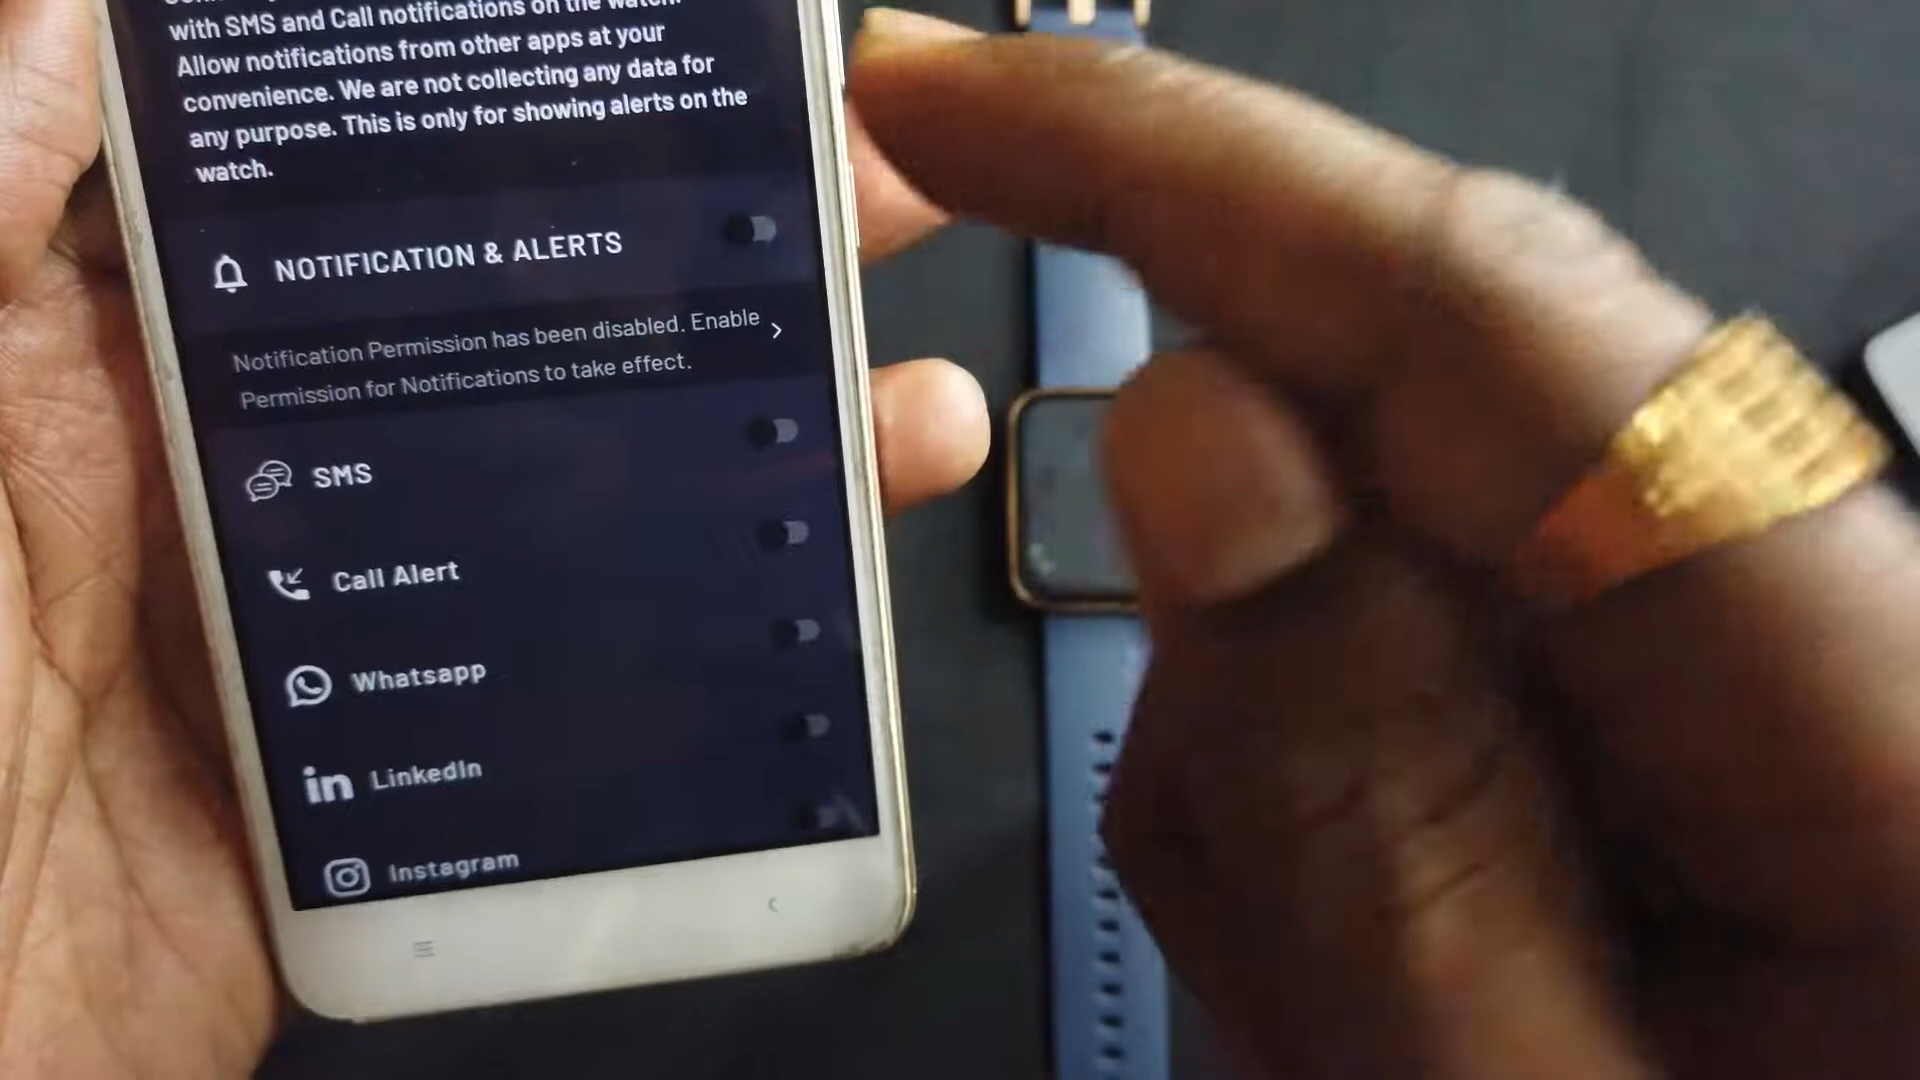 with SMS and Call notifications on the watch.
Allow notifications from other apps at your
convenience. We are not collecting any data for
any purpose. This is only for showing alerts on the
watch.
NOTIFICATION & ALERTS
Notification Permission has been disabled. Enable
Permission for Notifications to take effect.
SMS
Call Alert
Whatsapp
in LinkedIn
Instagram